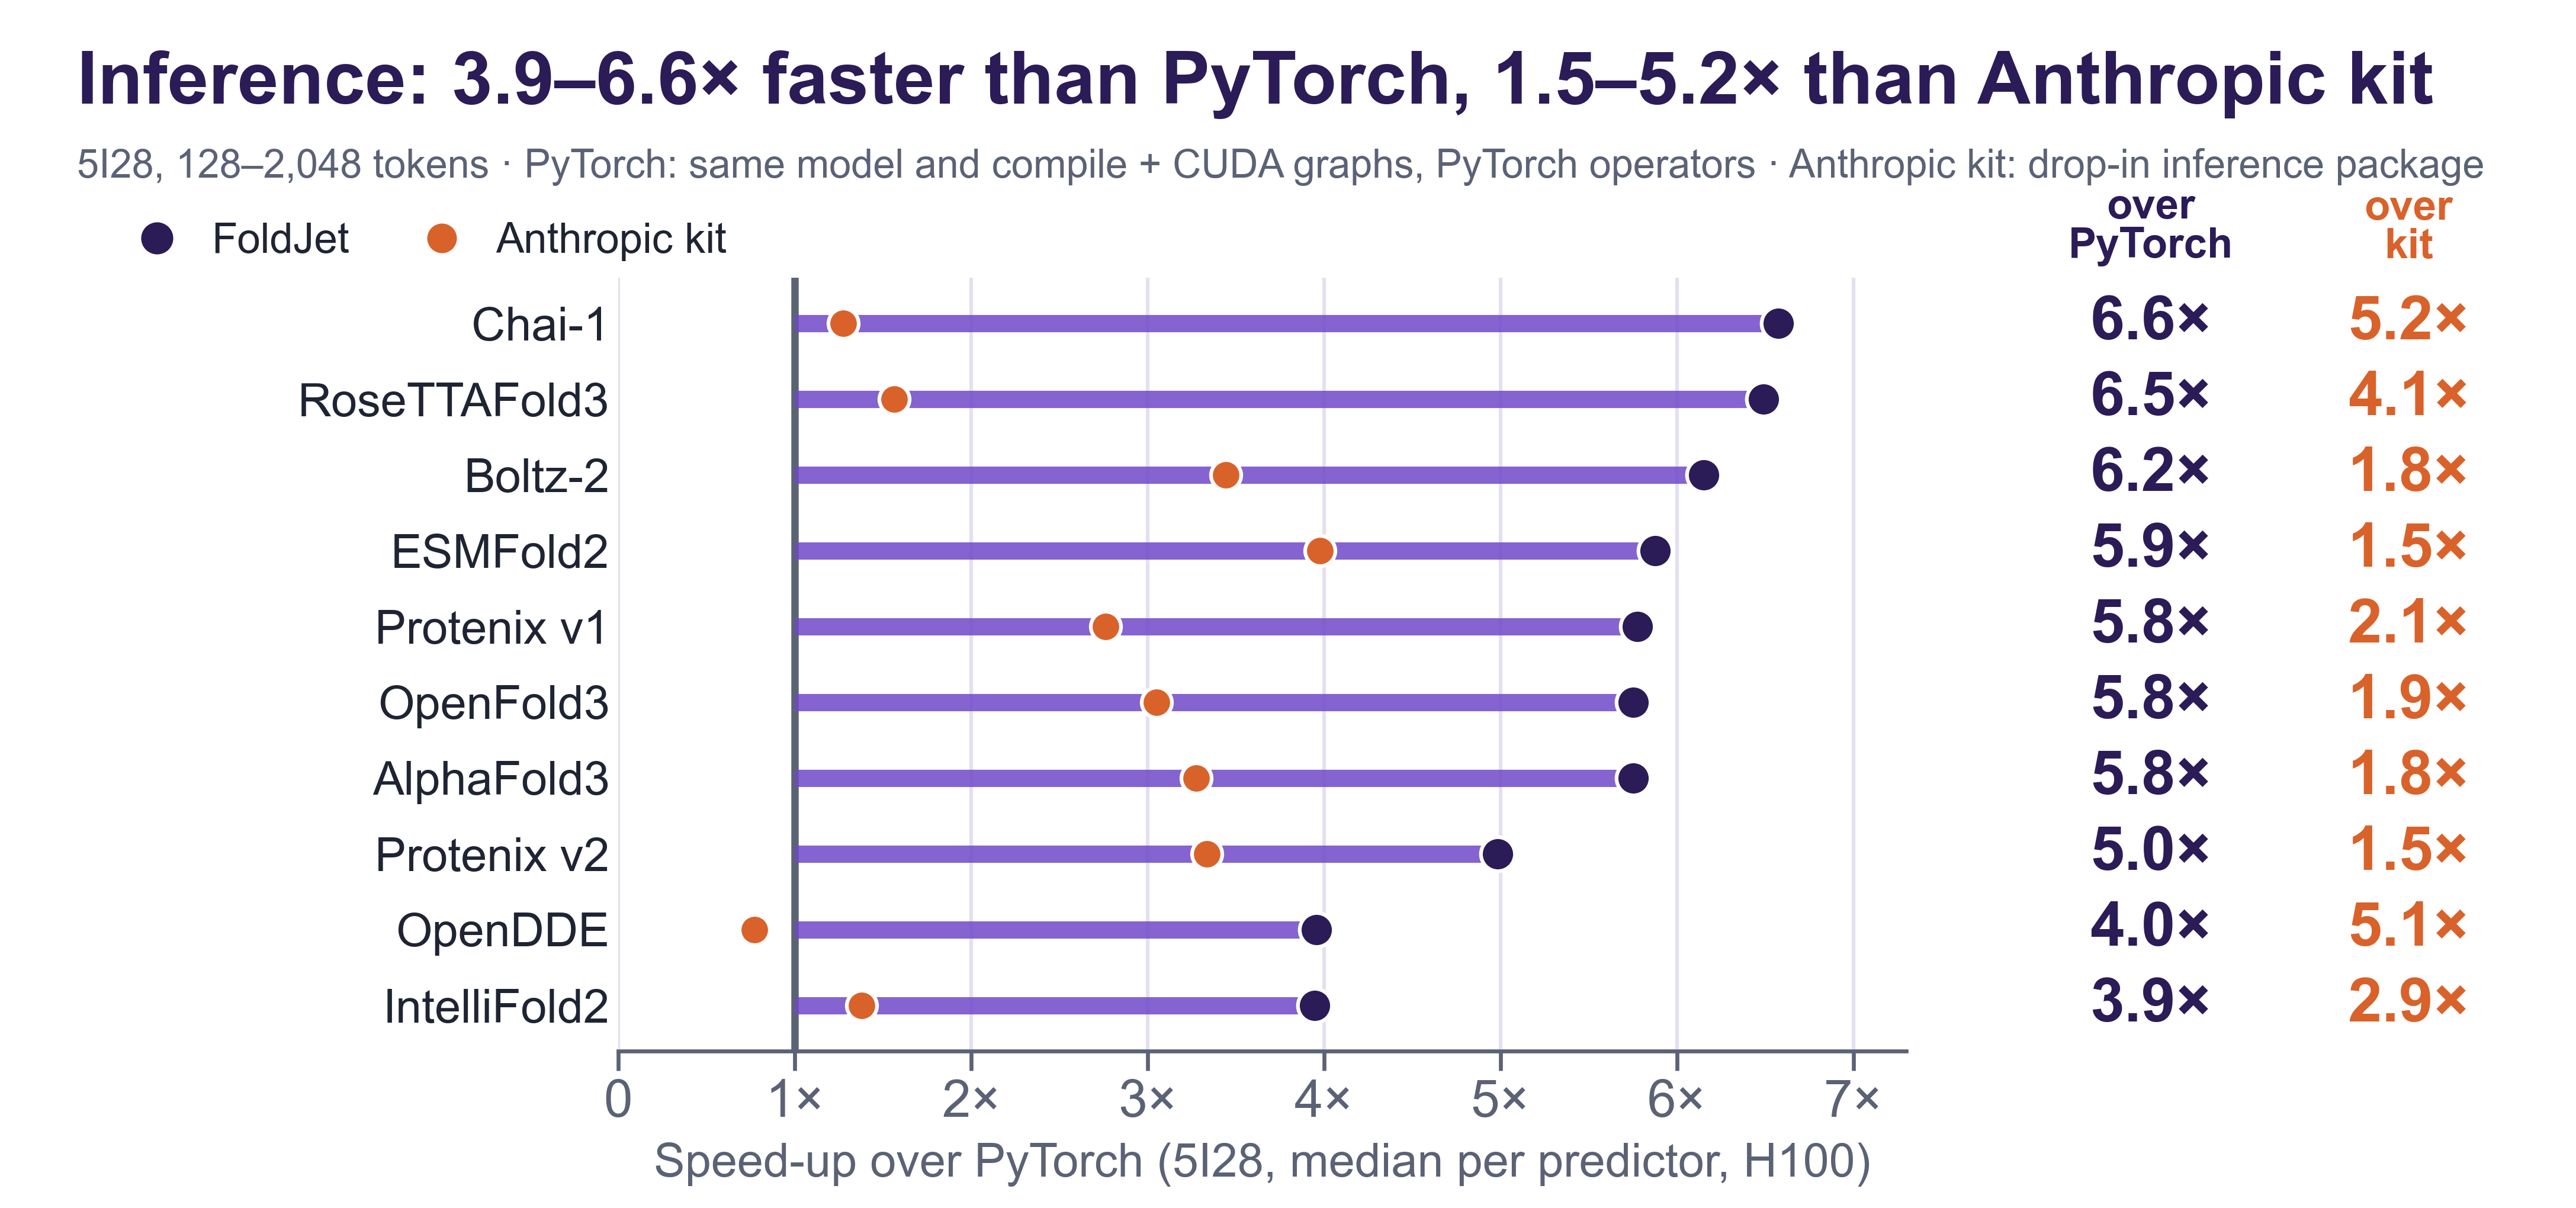 Inference: 3.9–6.6× faster than PyTorch, 1.5–5.2× than Anthropic kit
5I28, 128–2,048 tokens · PyTorch: same model and compile + CUDA graphs, PyTorch operators · Anthropic kit: drop-in inference package
FoldJet Anthropic kit
over PyTorch
over kit
Chai-1 6.6× 5.2×
RoseTTAFold3 6.5× 4.1×
Boltz-2 6.2× 1.8×
ESMFold2 5.9× 1.5×
Protenix v1 5.8× 2.1×
OpenFold3 5.8× 1.9×
AlphaFold3 5.8× 1.8×
Protenix v2 5.0× 1.5×
OpenDDE 4.0× 5.1×
IntelliFold2 3.9× 2.9×
0 1× 2× 3× 4× 5× 6× 7×
Speed-up over PyTorch (5I28, median per predictor, H100)